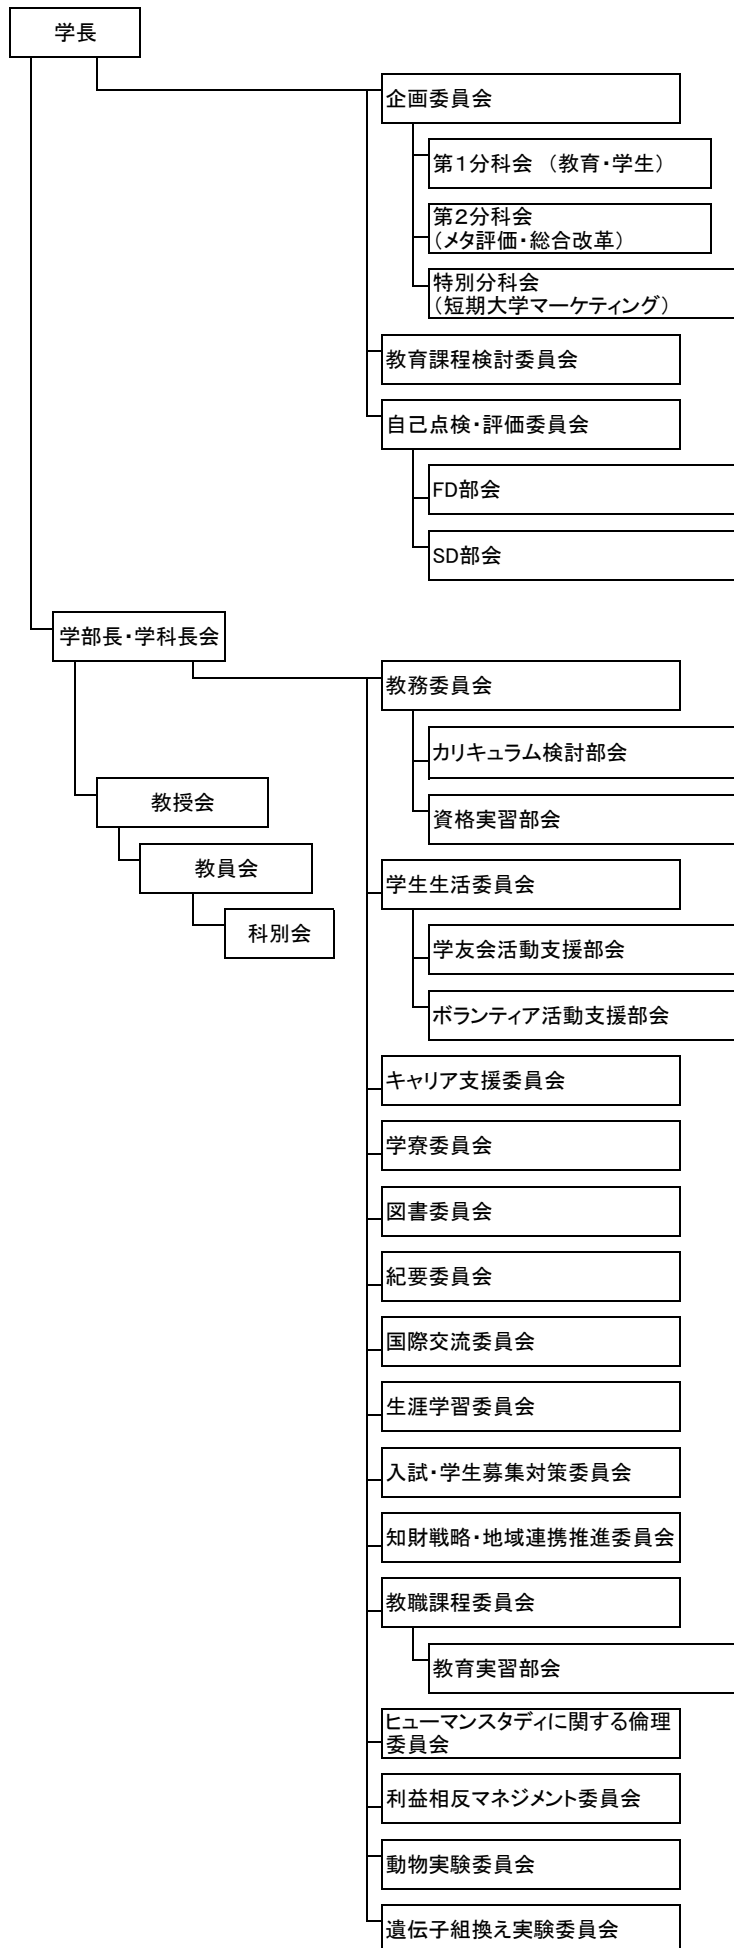 学長
企画委員会
第１分科会　（教育・学生）
第２分科会
（メタ評価・総合改革）
特別分科会
（短期大学マーケティング）
教育課程検討委員会
自己点検・評価委員会
FD部会
SD部会
学部長・学科長会
教務委員会
カリキュラム検討部会
教授会
資格実習部会
教員会
学生生活委員会
科別会
学友会活動支援部会
ボランティア活動支援部会
キャリア支援委員会
学寮委員会
図書委員会
紀要委員会
国際交流委員会
生涯学習委員会
入試・学生募集対策委員会
知財戦略・地域連携推進委員会
教職課程委員会
教育実習部会
ヒューマンスタディに関する倫理
委員会
利益相反マネジメント委員会
動物実験委員会
遺伝子組換え実験委員会